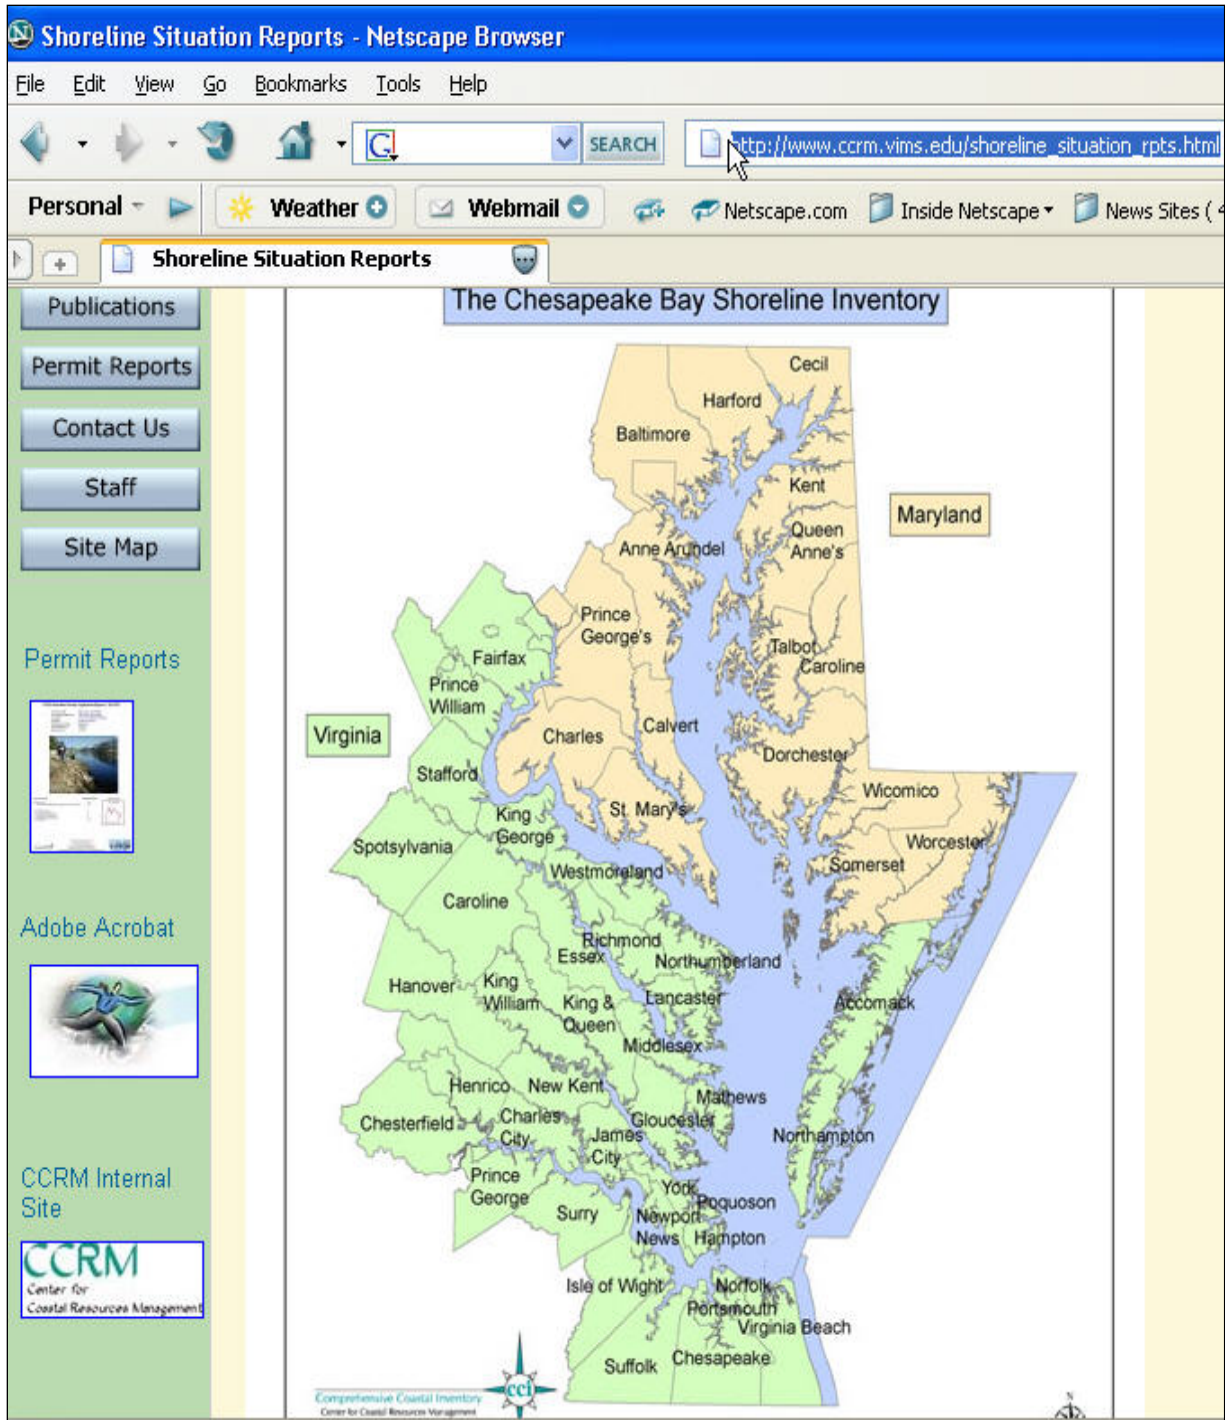 Shoreline Situation Reports - Netscape Browser
File Edit View Go Bookmarks Tools Help
G SEARCH http://www.ccrm.vims.edu/shoreline_situation_rpts.html
Personal Weather Webmail Netscape.com Inside Netscape News Sites (
Shoreline Situation Reports
Publications
Permit Reports
Contact Us
Staff
Site Map
Permit Reports
Adobe Acrobat
CCRM Internal
Site
CCRM
Center for
Coastal Resources Management
The Chesapeake Bay Shoreline Inventory
Cecil
Harford
Baltimore
Kent
Maryland
Queen
Anne's
Anne Arundel
Prince
George's
Talbot
Caroline
Fairfax
Prince
William
Virginia
Charles
Calvert
Dorchester
Stafford
Wicomico
King
George
St. Mary's
Worcester
Spotsylvania
Somerset
Westmoreland
Caroline
Richmond
Essex
Northumberland
Hanover
King
William
King &
Queen
Lancaster
Accomack
Middlesex
Henrico
New Kent
Mathews
Chesterfield
Charles
City
James
City
Gloucester
Northampton
Prince
George
York
Poquoson
Surry
Newport
News
Hampton
Isle of Wight
Norfolk
Portsmouth
Virginia Beach
Suffolk
Chesapeake
cci
Comprehensive Coastal Inventory
Center for Coastal Resources Management
N